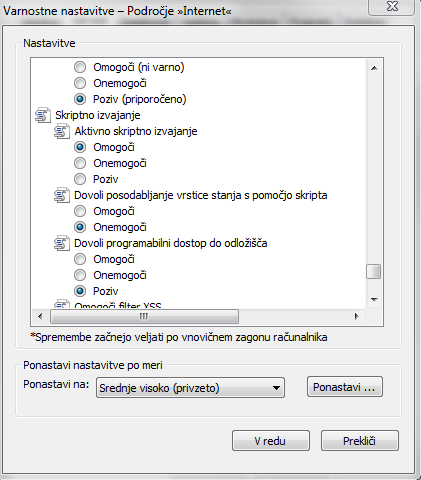 Varnostne nastavitve – Področje »Internet«
Nastavitve
Omogoči (ni varno)
Onemogoči
Poziv (priporočeno)
Skriptno izvajanje
Aktivno skriptno izvajanje
Omogoči
Onemogoči
Poziv
Dovoli posodabljanje vrstice stanja s pomočjo skripta
Omogoči
Onemogoči
Dovoli programabilni dostop do odložišča
Omogoči
Onemogoči
Poziv
Omogoči filter XSS
*Spremembe začnejo veljati po vnovičnem zagonu računalnika
Ponastavi nastavitve po meri
Ponastavi na: Srednje visoko (privzeto) Ponastavi ...
V redu Prekliči